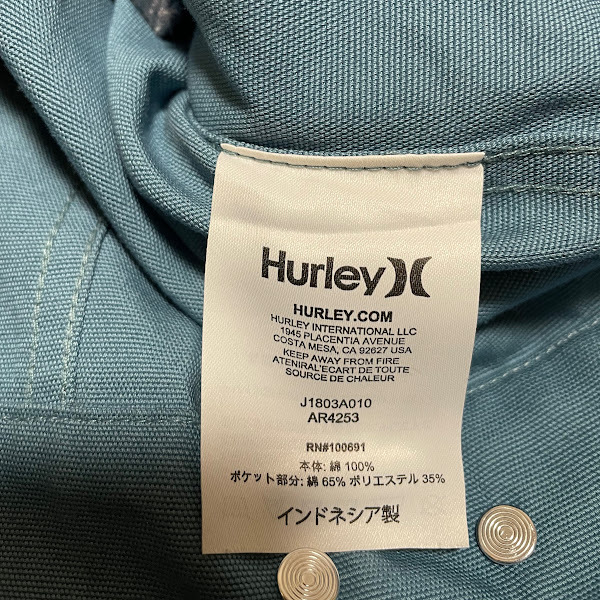 Hurley
HURLEY.COM
HURLEY INTERNATIONAL LLC
1945 PLACENTIA AVENUE
COSTA MESA, CA 92627 USA
KEEP AWAY FROM FIRE
ATENIRAL'ECART DE TOUTE
SOURCE DE CHALEUR
J1803A010
AR4253
RN#100691
本体: 綿 100%
ポケット部分: 綿 65% ポリエステル 35%
インドネシア製